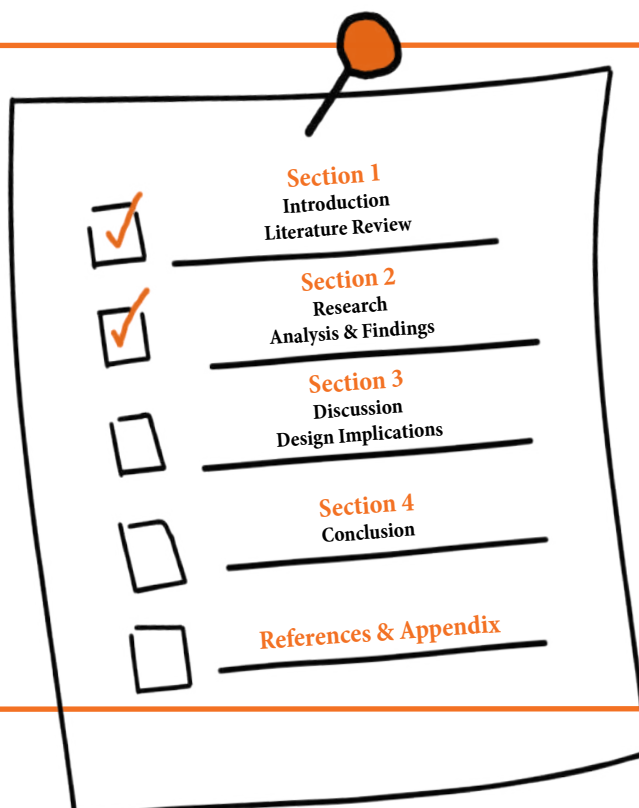 Section 1
Introduction
Literature Review
Section 2
Research
Analysis & Findings
Section 3
Discussion
Design Implications
Section 4
Conclusion
References & Appendix